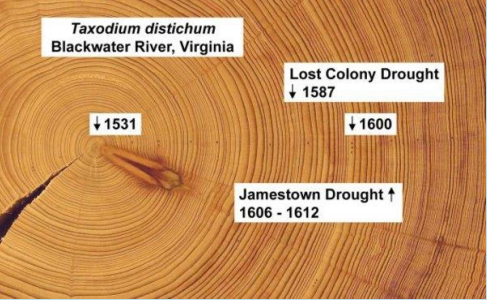 Taxodium distichum
Blackwater River, Virginia
Lost Colony Drought
↓ 1587
↓ 1531
↓ 1600
Jamestown Drought ↑
1606 - 1612